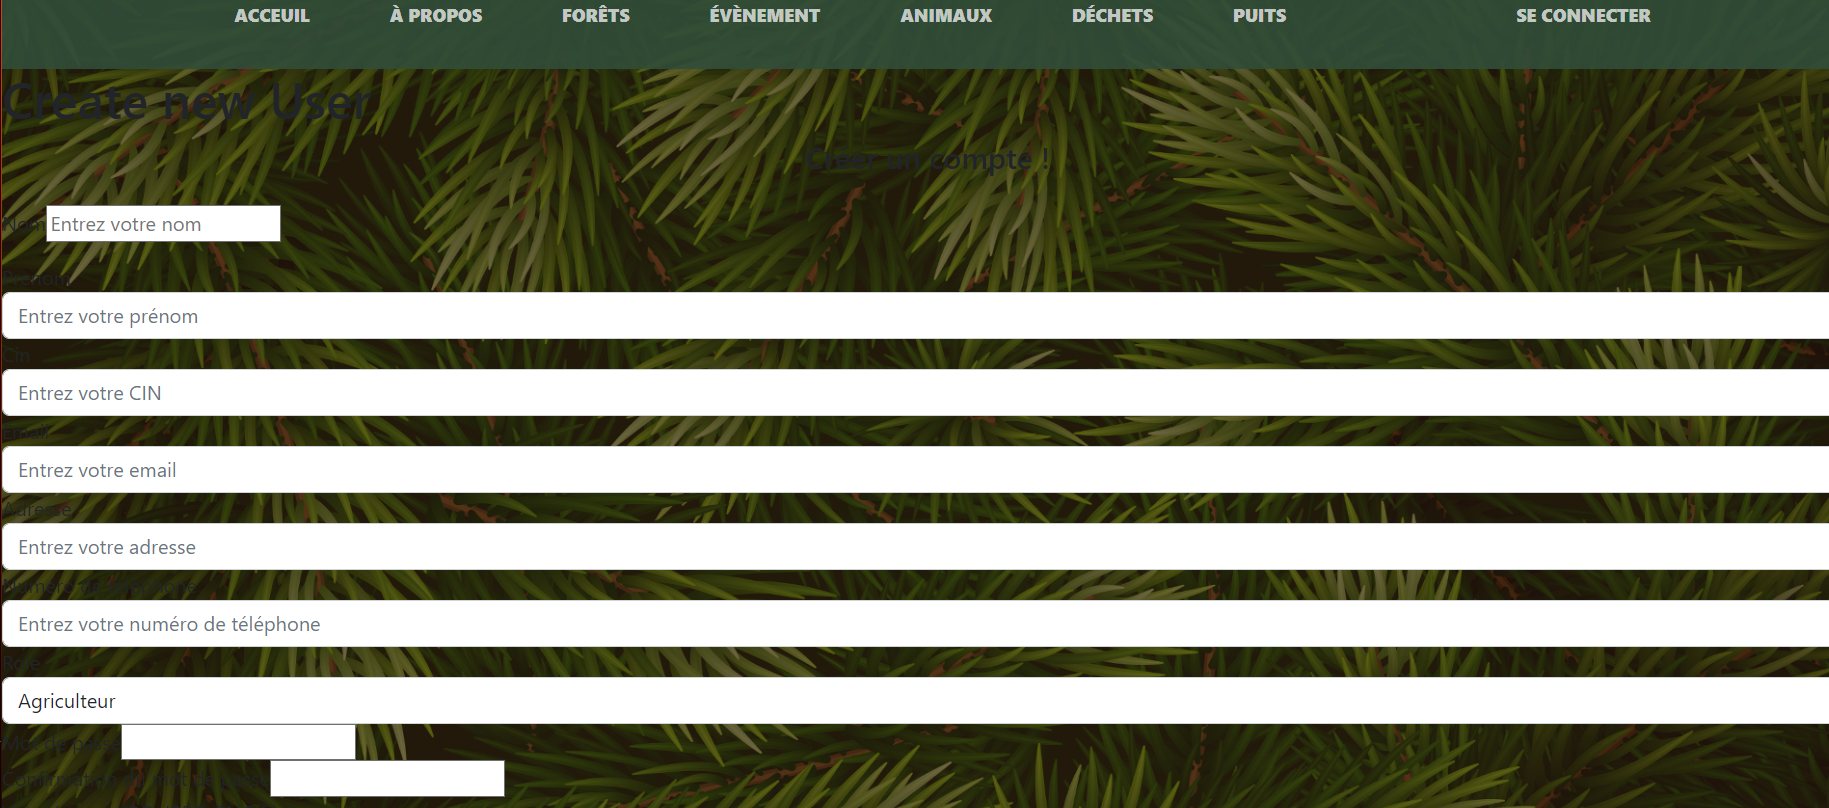 ACCEUIL À PROPOS FORÊTS ÉVÈNEMENT ANIMAUX DÉCHETS PUITS SE CONNECTER
Create new User
Créer un compte !
Nom Entrez votre nom
Prénom
Entrez votre prénom
Cin
Entrez votre CIN
Email
Entrez votre email
Adresse
Entrez votre adresse
Numéro de téléphone
Entrez votre numéro de téléphone
Role
Agriculteur
Mot de passe
Confirmation du mot de passe